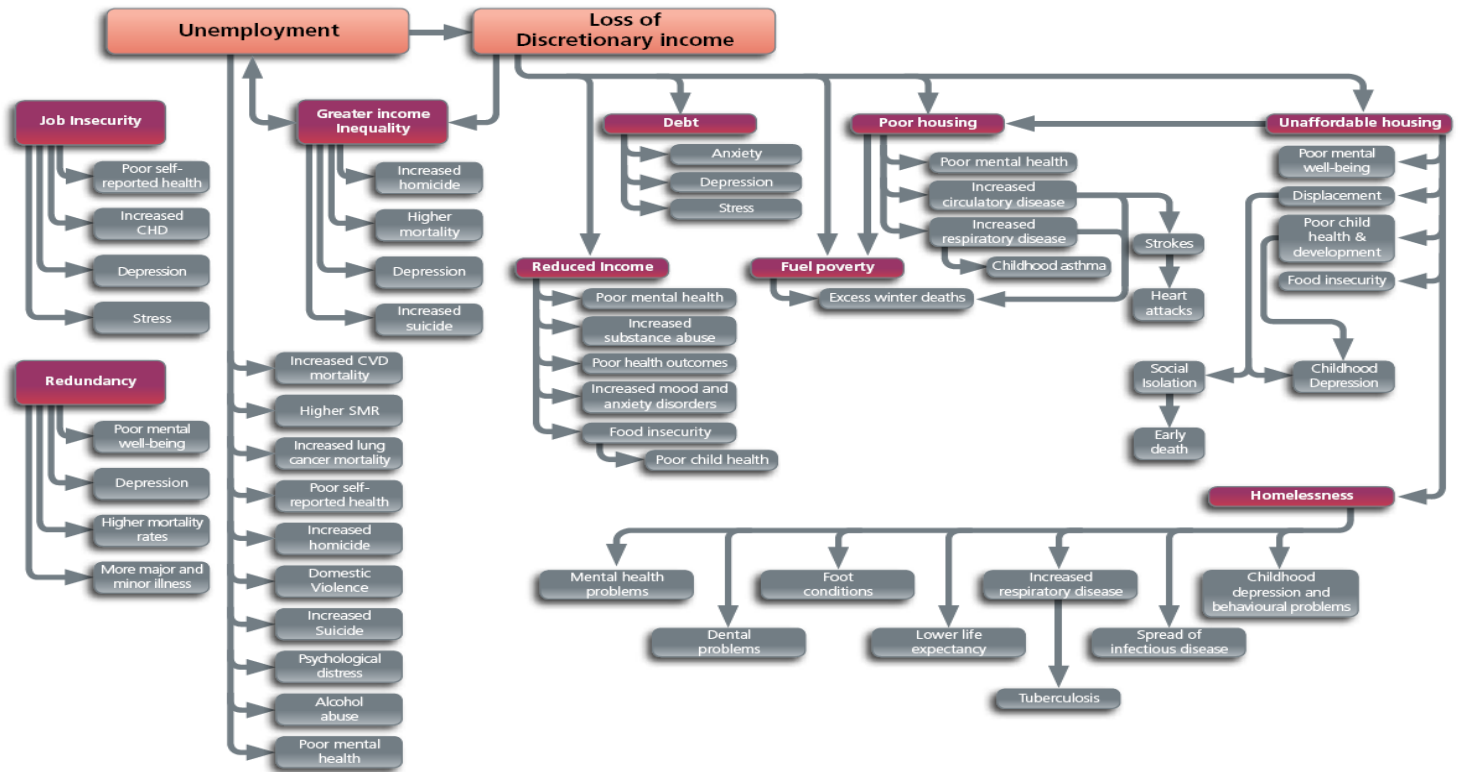 Unemployment
Loss of
Discretionary income
Job Insecurity
Poor self-
reported health
Increased
CHD
Depression
Stress
Redundancy
Poor mental
well-being
Depression
Higher mortality
rates
More major and
minor illness
Greater income
Inequality
Increased
homicide
Higher
mortality
Depression
Increased
suicide
Increased CVD
mortality
Higher SMR
Increased lung
cancer mortality
Poor self-
reported health
Increased
homicide
Domestic
Violence
Increased
Suicide
Psychological
distress
Alcohol
abuse
Poor mental
health
Debt
Anxiety
Depression
Stress
Reduced Income
Poor mental health
Increased
substance abuse
Poor health outcomes
Increased mood and
anxiety disorders
Food insecurity
Poor child health
Poor housing
Poor mental health
Increased
circulatory disease
Increased
respiratory disease
Childhood asthma
Strokes
Heart
attacks
Fuel poverty
Excess winter deaths
Unaffordable housing
Poor mental
well-being
Displacement
Poor child
health &
development
Food insecurity
Social
Isolation
Childhood
Depression
Early
death
Homelessness
Mental health
problems
Foot
conditions
Increased
respiratory disease
Childhood
depression and
behavioural problems
Dental
problems
Lower life
expectancy
Spread of
infectious disease
Tuberculosis